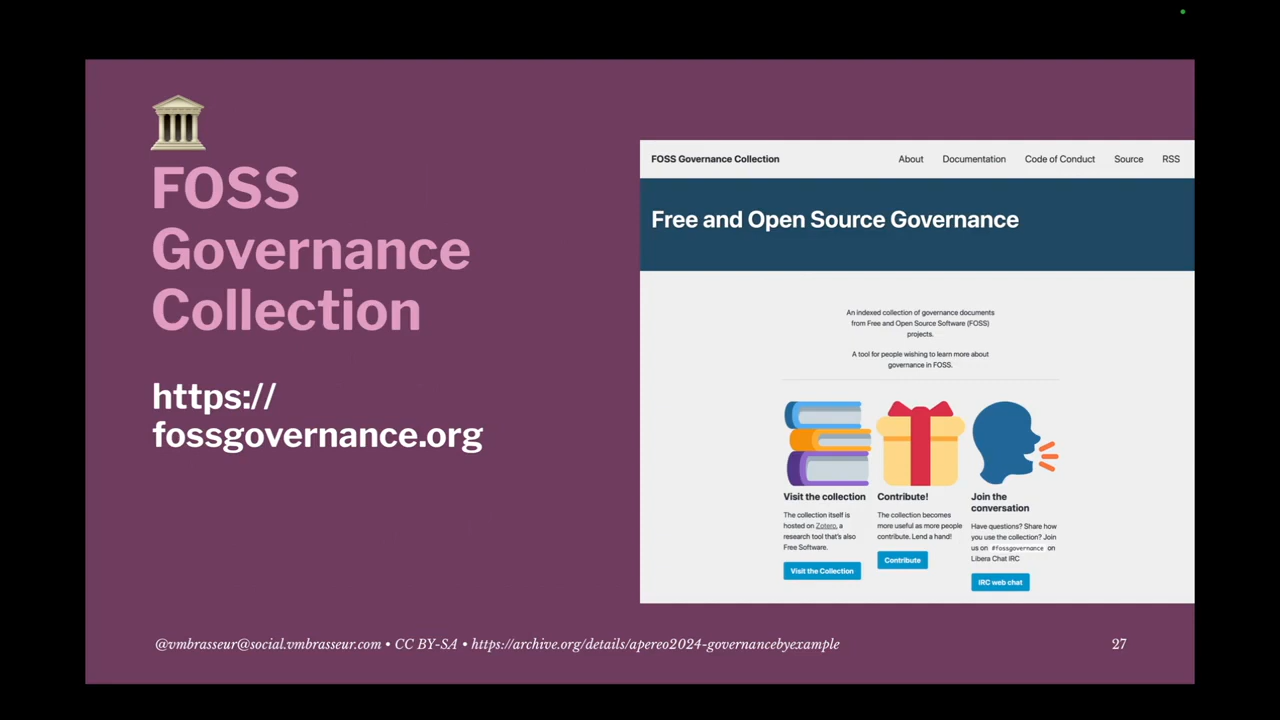 FOSS
Governance
Collection
https://
fossgovernance.org
FOSS Governance Collection
About Documentation Code of Conduct Source RSS
Free and Open Source Governance
An indexed collection of governance documents
from Free and Open Source Software (FOSS)
projects.
A tool for people wishing to learn more about
governance in FOSS.
Visit the collection
The collection itself is
hosted on Zotero, a
research tool that's also
Free Software.
Visit the Collection
Contribute!
The collection becomes
more useful as more people
contribute. Lend a hand!
Contribute
Join the
conversation
Have questions? Share how
you use the collection? Join
us on #fossgovernance on
Libera Chat IRC
IRC web chat
@vmbrasseur@social.vmbrasseur.com • CC BY-SA • https://archive.org/details/apereo2024-governancebyexample
27